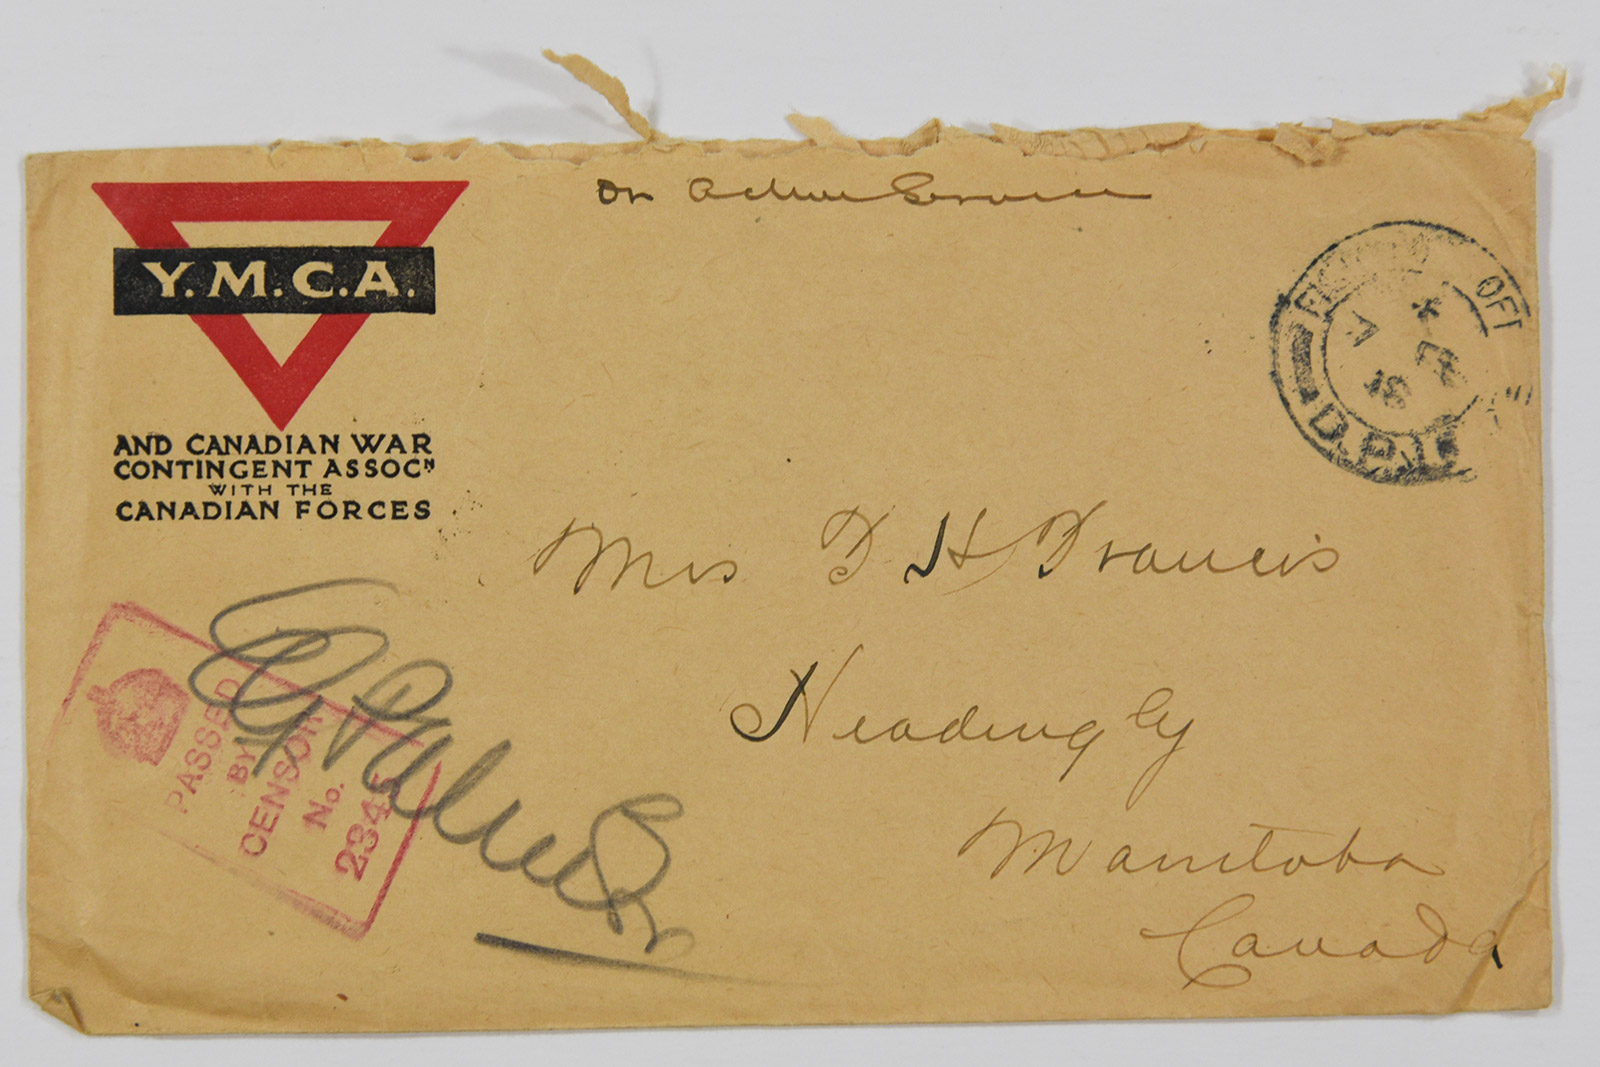 On Active Service
Y.M.C.A.
AND CANADIAN WAR
CONTINGENT ASSOCN
WITH THE
CANADIAN FORCES
OFF
D.P.
Mrs D H Francis
Headingly
Manitoba
Canada
PASSED
BY
CENSOR
No.
2345